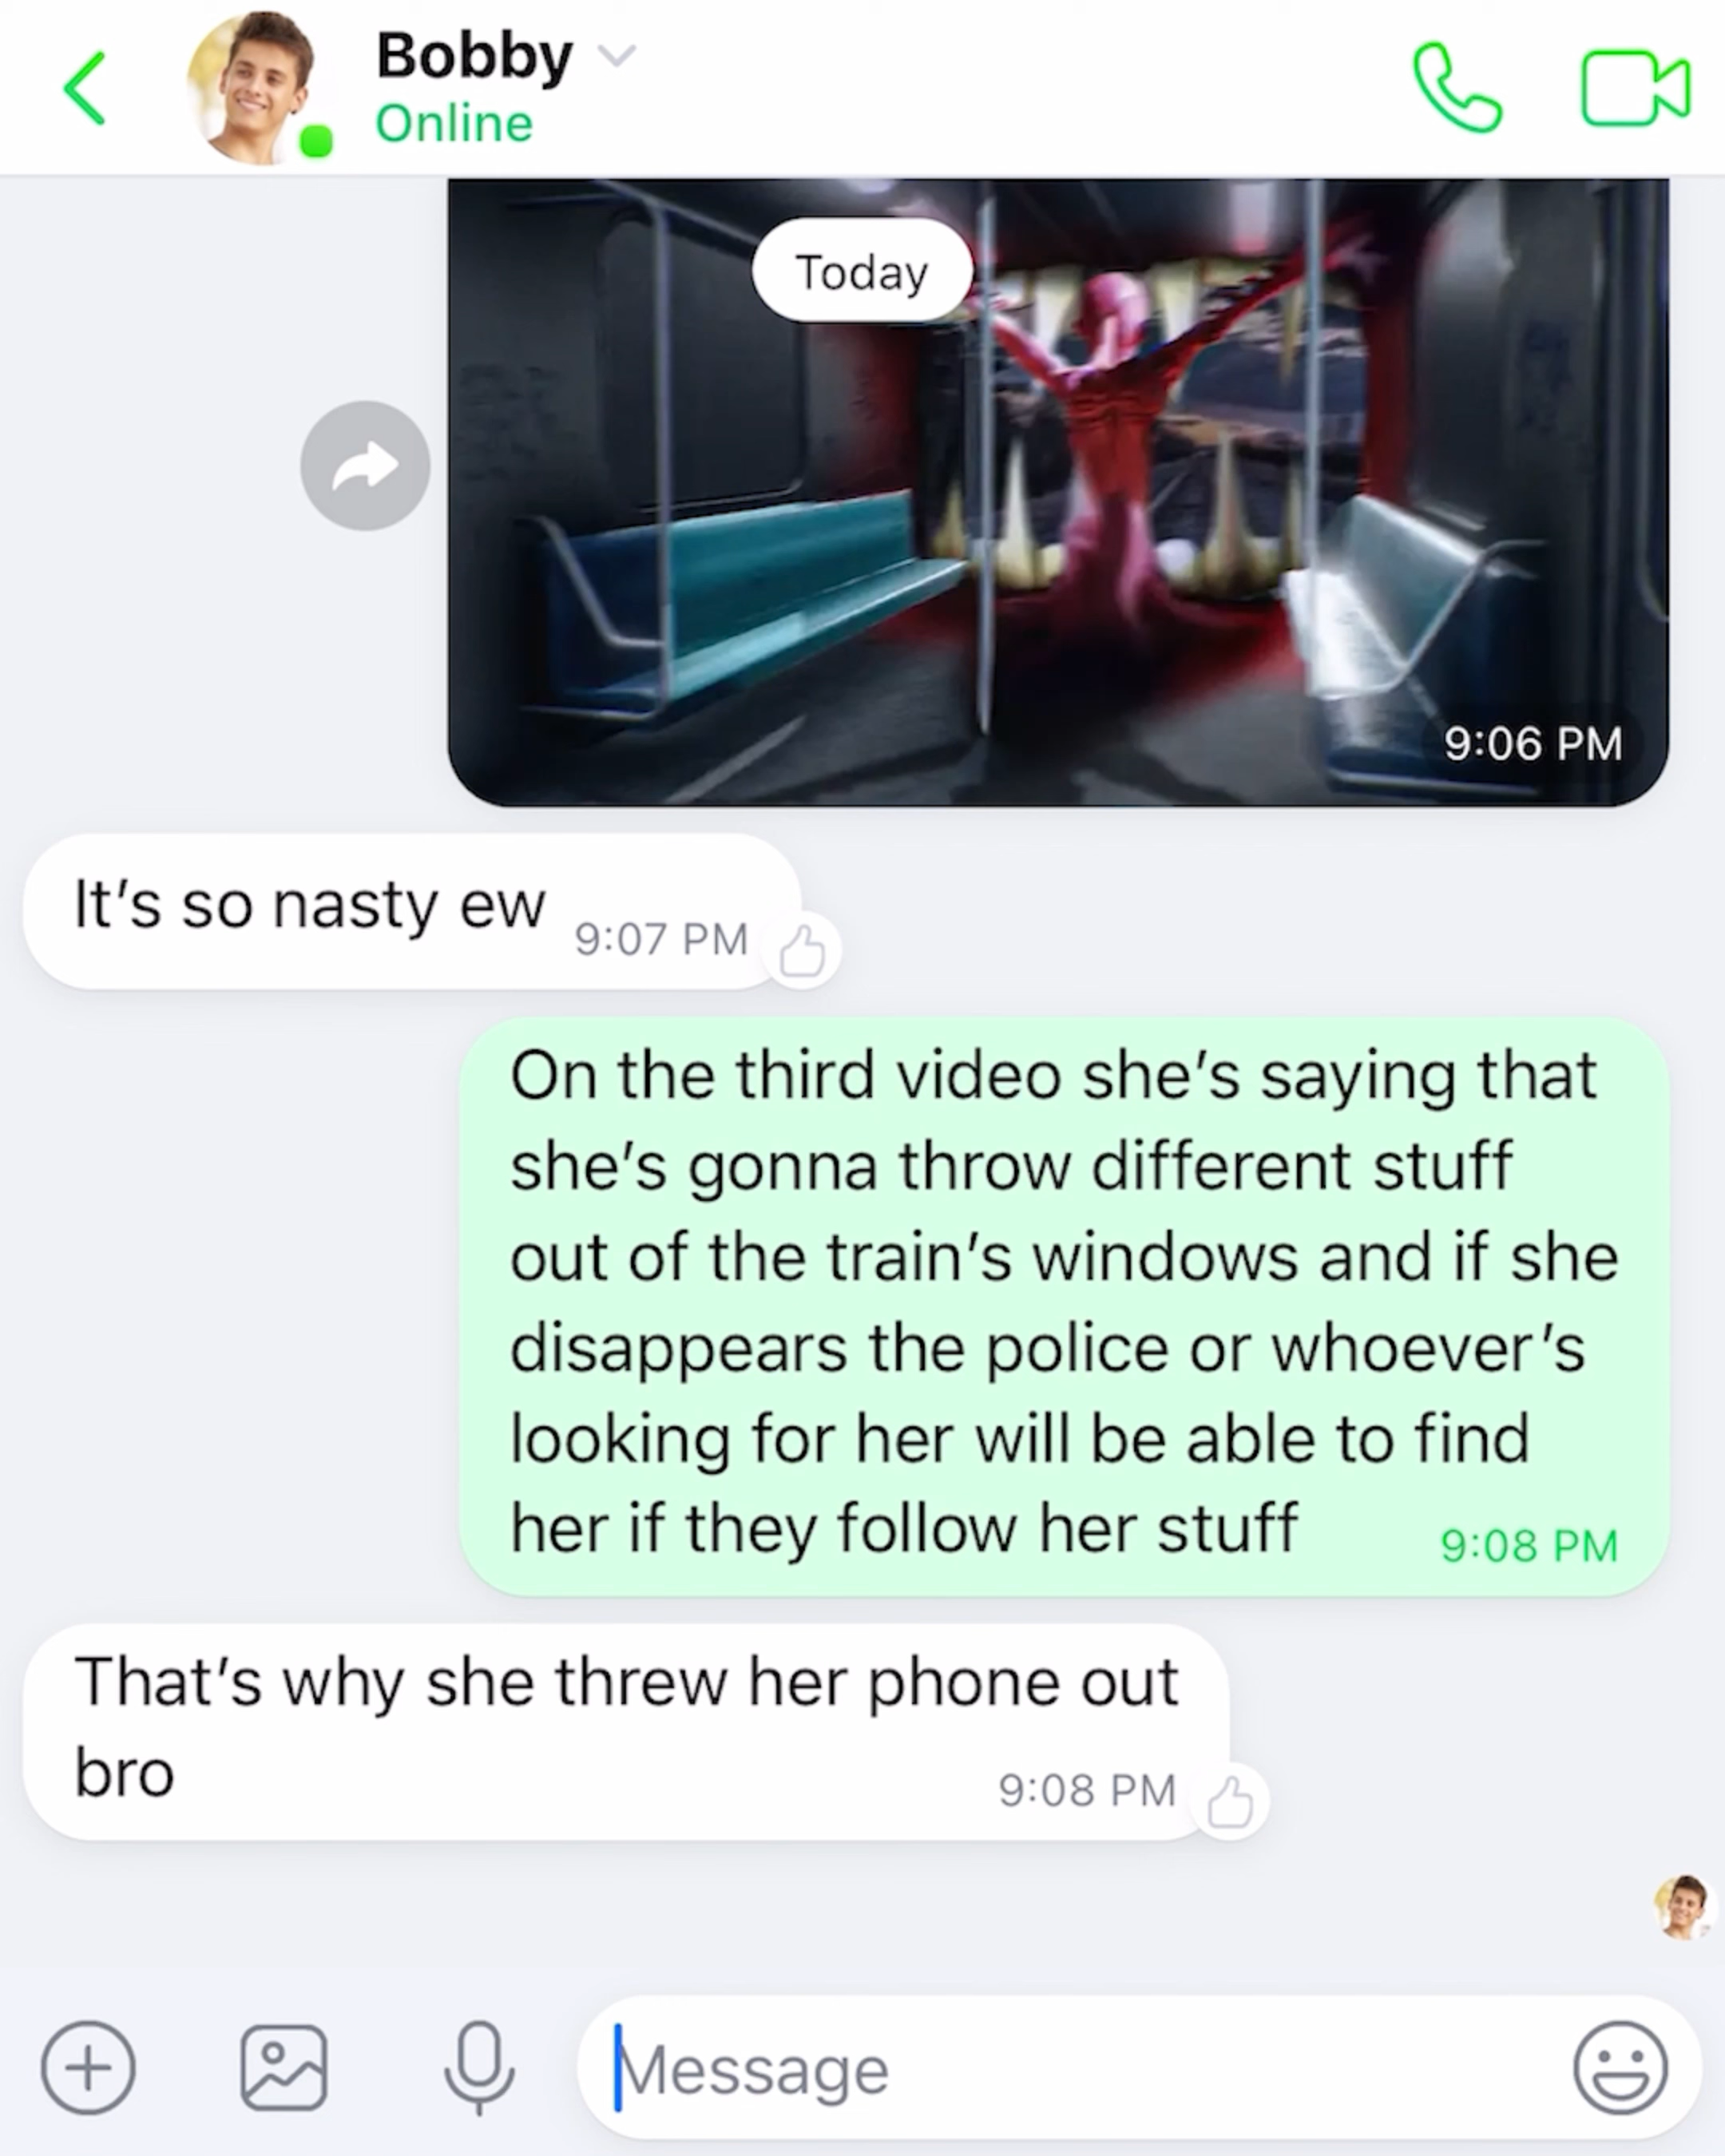 Bobby
Online
Today
9:06 PM
It’s so nasty ew
9:07 PM
On the third video she’s saying that
she’s gonna throw different stuff
out of the train’s windows and if she
disappears the police or whoever’s
looking for her will be able to find
her if they follow her stuff
9:08 PM
That’s why she threw her phone out
bro
9:08 PM
Message